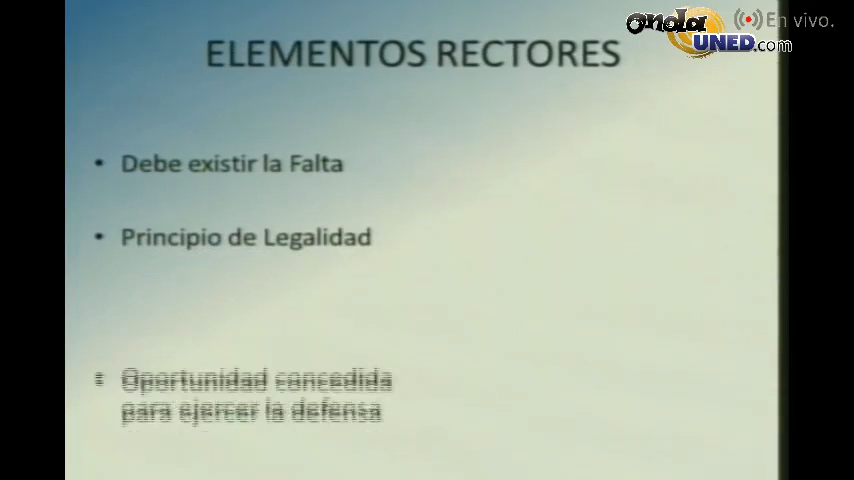 onda
UNED.com
En vivo.
ELEMENTOS RECTORES
• Debe existir la Falta
• Principio de Legalidad
• Oportunidad concedida
para ejercer la defensa